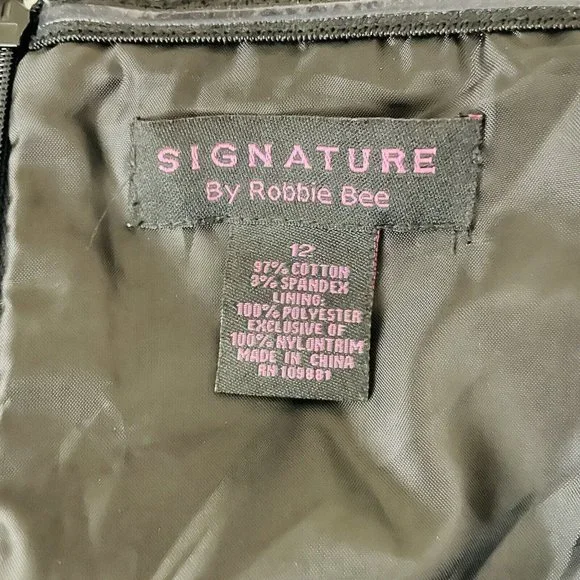 SIGNATURE
By Robbie Bee
12
97% COTTON
3% SPANDEX
LINING:
100% POLYESTER
EXCLUSIVE OF
100% NYLONTRIM
MADE IN CHINA
RN 109881